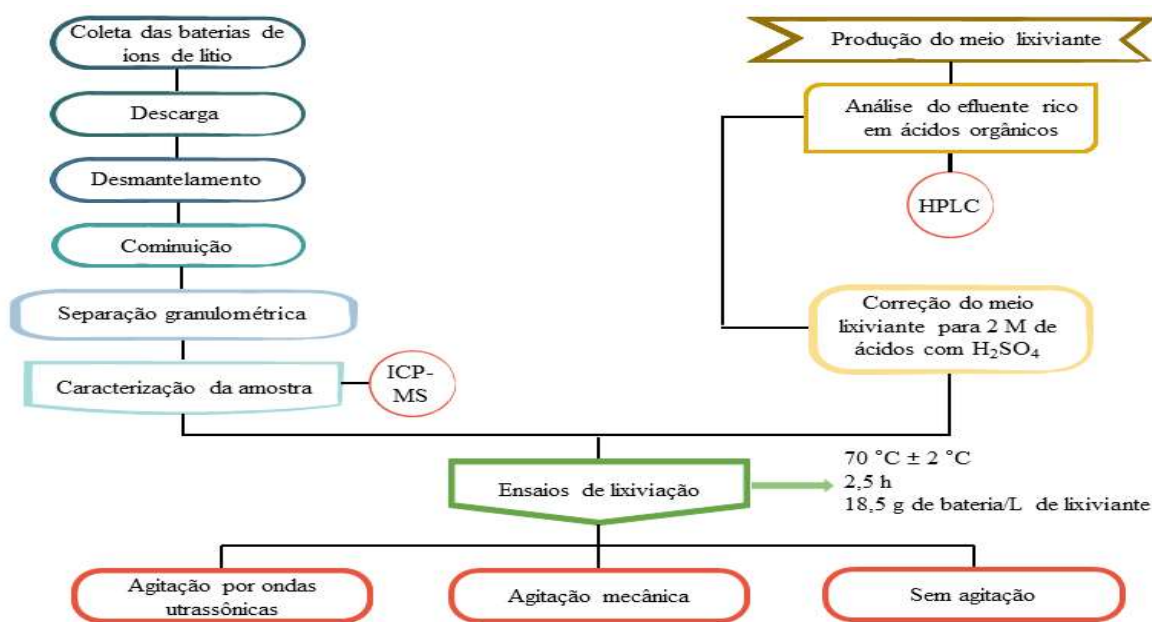 Coleta das baterias de
íons de lítio
Descarga
Desmantelamento
Cominuição
Separação granulométrica
Caracterização da amostra
ICP-
MS
Produção do meio lixiviante
Análise do efluente rico
em ácidos orgânicos
HPLC
Correção do meio
lixiviante para 2 M de
ácidos com H₂SO₄
Ensaios de lixiviação
70 °C ± 2 °C
2,5 h
18,5 g de bateria/L de lixiviante
Agitação por ondas
utrassônicas
Agitação mecânica
Sem agitação